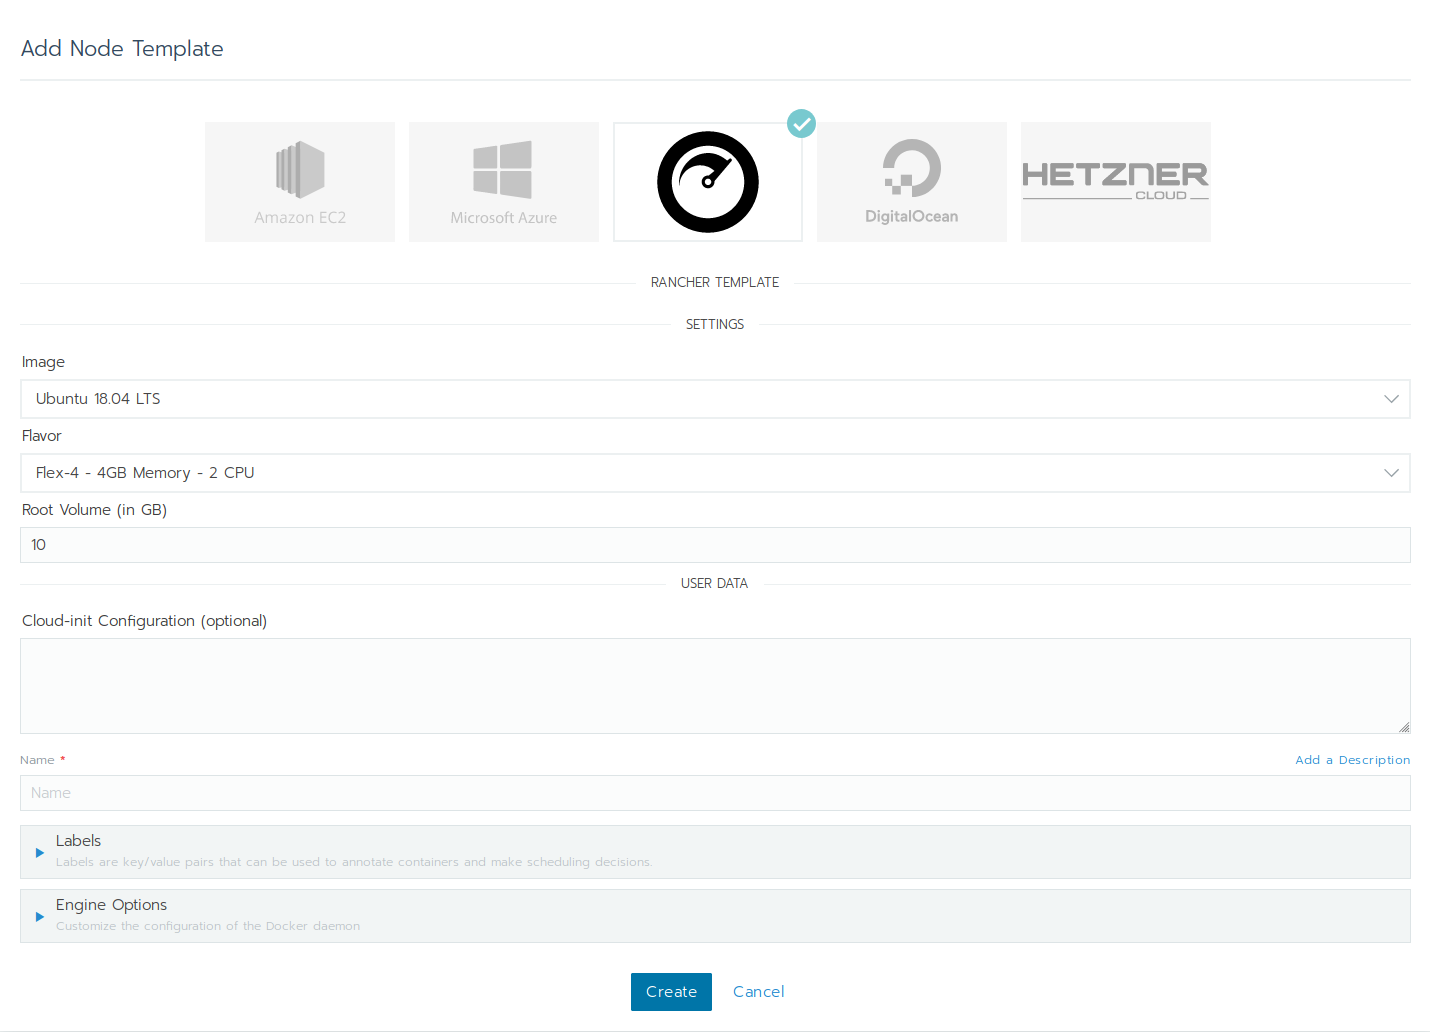 Add Node Template
Amazon EC2
Microsoft Azure
DigitalOcean
HETZNER
CLOUD
RANCHER TEMPLATE
SETTINGS
Image
Ubuntu 18.04 LTS
Flavor
Flex-4 - 4GB Memory - 2 CPU
Root Volume (in GB)
10
USER DATA
Cloud-init Configuration (optional)
Name *
Add a Description
Name
Labels
Labels are key/value pairs that can be used to annotate containers and make scheduling decisions.
Engine Options
Customize the configuration of the Docker daemon
Create
Cancel